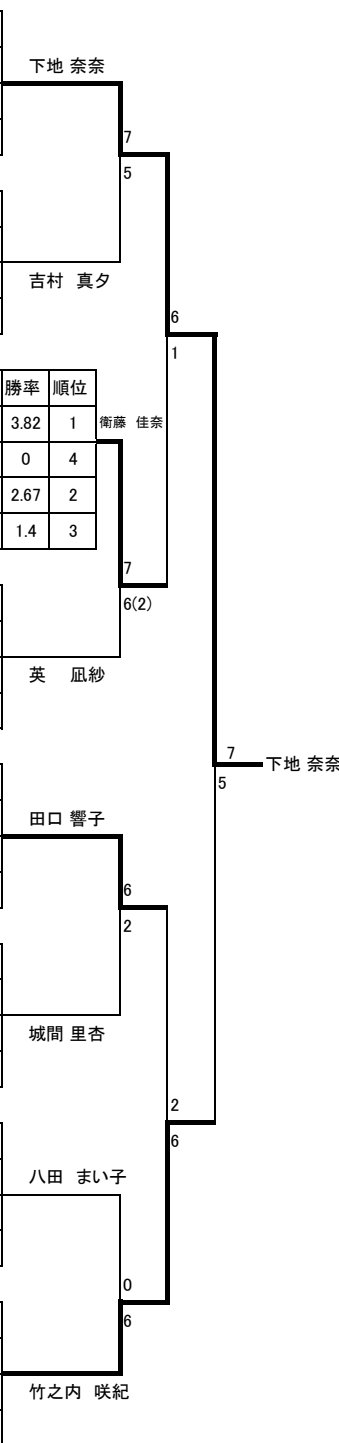 下地 奈奈
7
5
吉村 真夕
6
1
勝率 順位
3.82 1
0 4
2.67 2
1.4 3
衛藤 佳奈
7
6(2)
英 凪紗
7
5
下地 奈奈
田口 響子
6
2
城間 里杏
2
6
八田 まい子
0
6
竹之内 咲紀